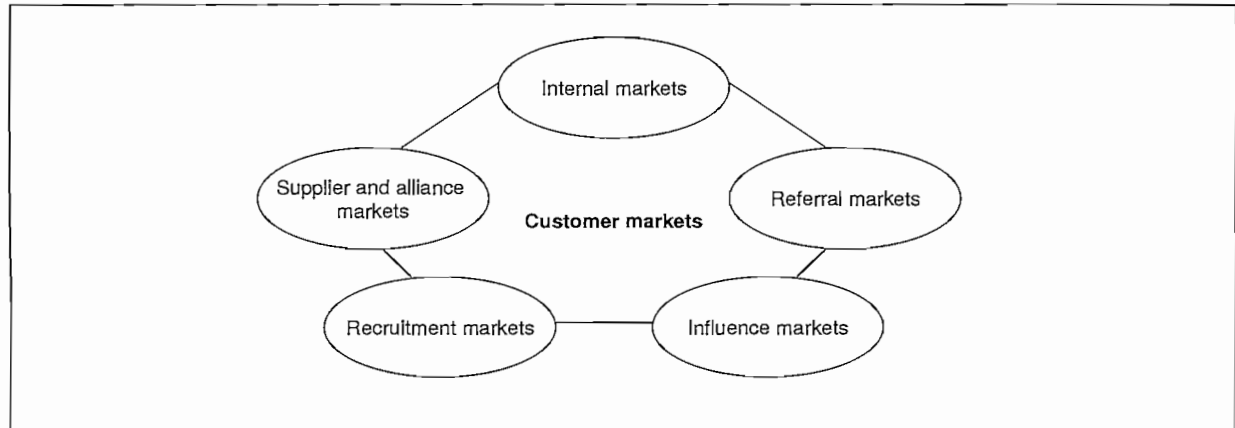 Internal markets
Supplier and alliance
markets
Referral markets
Customer markets
Recruitment markets
Influence markets